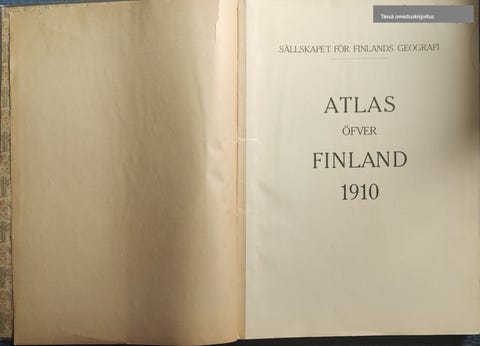 Tässä omistuskirjoitus
SÄLLSKAPET FÖR FINLANDS GEOGRAFI
ATLAS
ÖFVER
FINLAND
1910